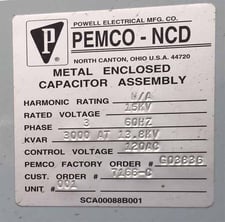 POWELL ELECTRICAL MFG. CO.
P
PEMCO - NCD
NORTH CANTON, OHIO U.S.A. 44720
METAL ENCLOSED
CAPACITOR ASSEMBLY
HARMONIC RATING N/A
RATED VOLTAGE 15KV
PHASE 3 60HZ
KVAR 3000 AT 13.8KV
CONTROL VOLTAGE 120AC
PEMCO FACTORY ORDER #
CUST. ORDER # 7166-C
UNIT # 001
SCA00088B001